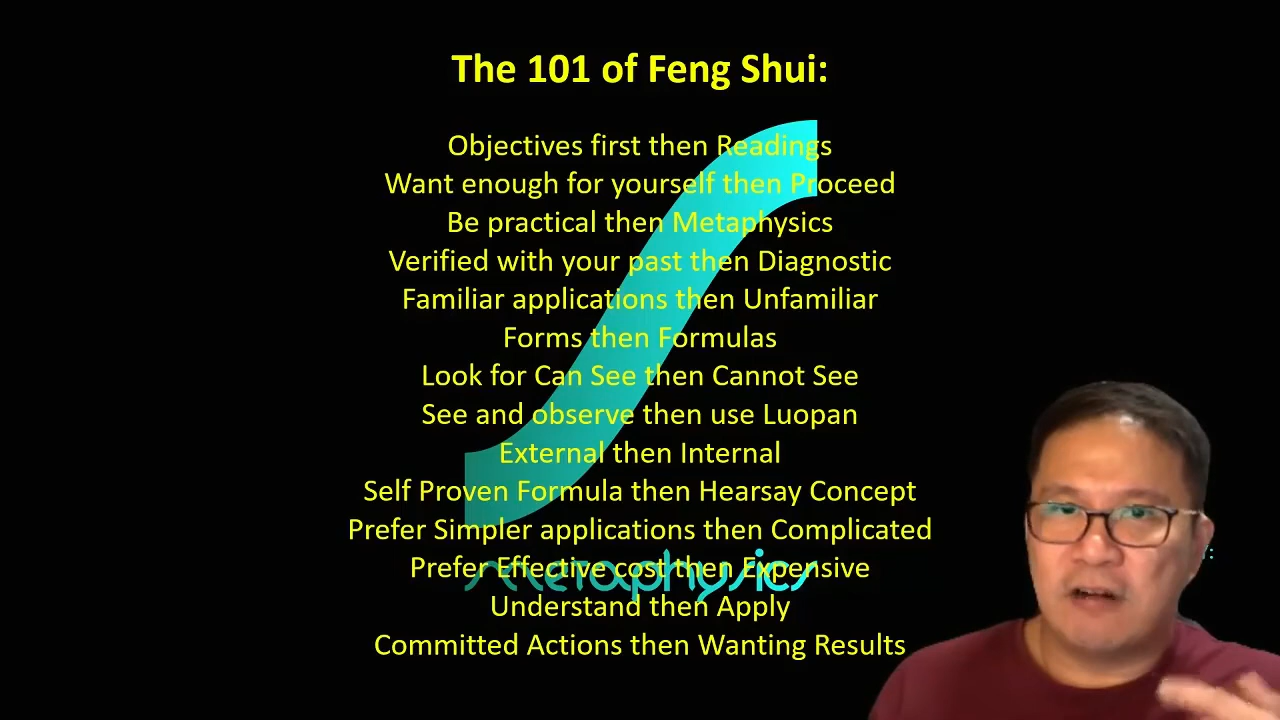 The 101 of Feng Shui:
Objectives first then Readings
Want enough for yourself then Proceed
Be practical then Metaphysics
Verified with your past then Diagnostic
Familiar applications then Unfamiliar
Forms then Formulas
Look for Can See then Cannot See
See and observe then use Luopan
External then Internal
Self Proven Formula then Hearsay Concept
Prefer Simpler applications then Complicated
Prefer Effective cost then Expensive
metaphysics
Understand then Apply
Committed Actions then Wanting Results